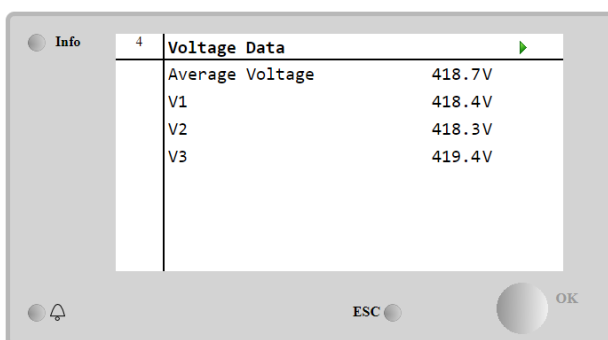 Info
4 Voltage Data
Average Voltage 418.7V
V1 418.4V
V2 418.3V
V3 419.4V
ESC OK